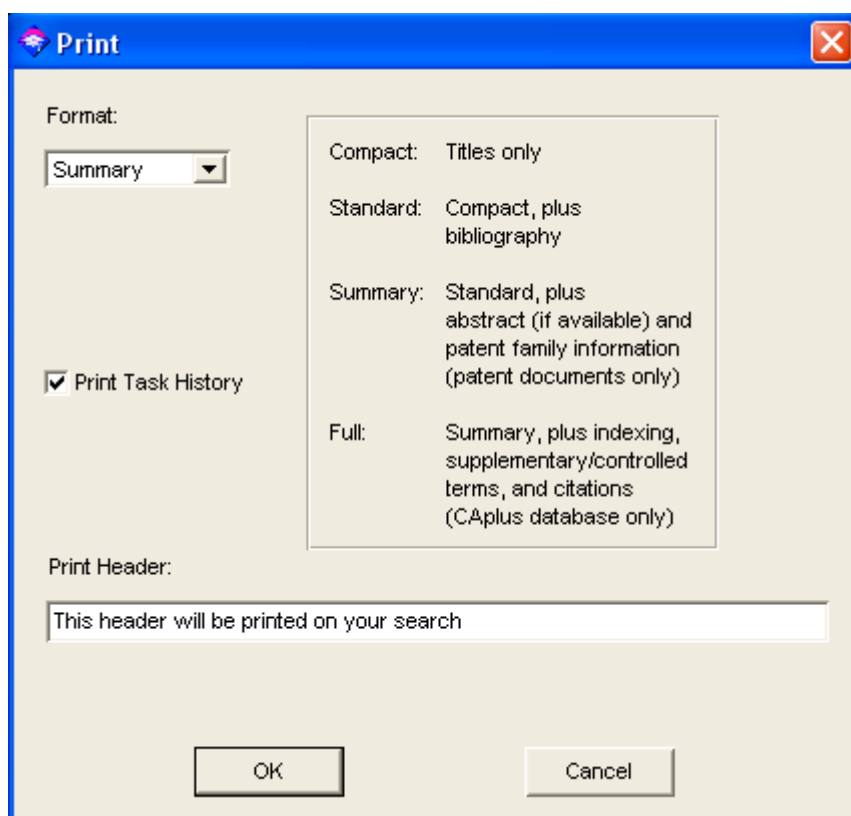 Print
Format:
Summary
Compact: Titles only
Standard: Compact, plus
bibliography
Summary: Standard, plus
abstract (if available) and
patent family information
(patent documents only)
Print Task History
Full: Summary, plus indexing,
supplementary/controlled
terms, and citations
(CAplus database only)
Print Header:
This header will be printed on your search
OK Cancel